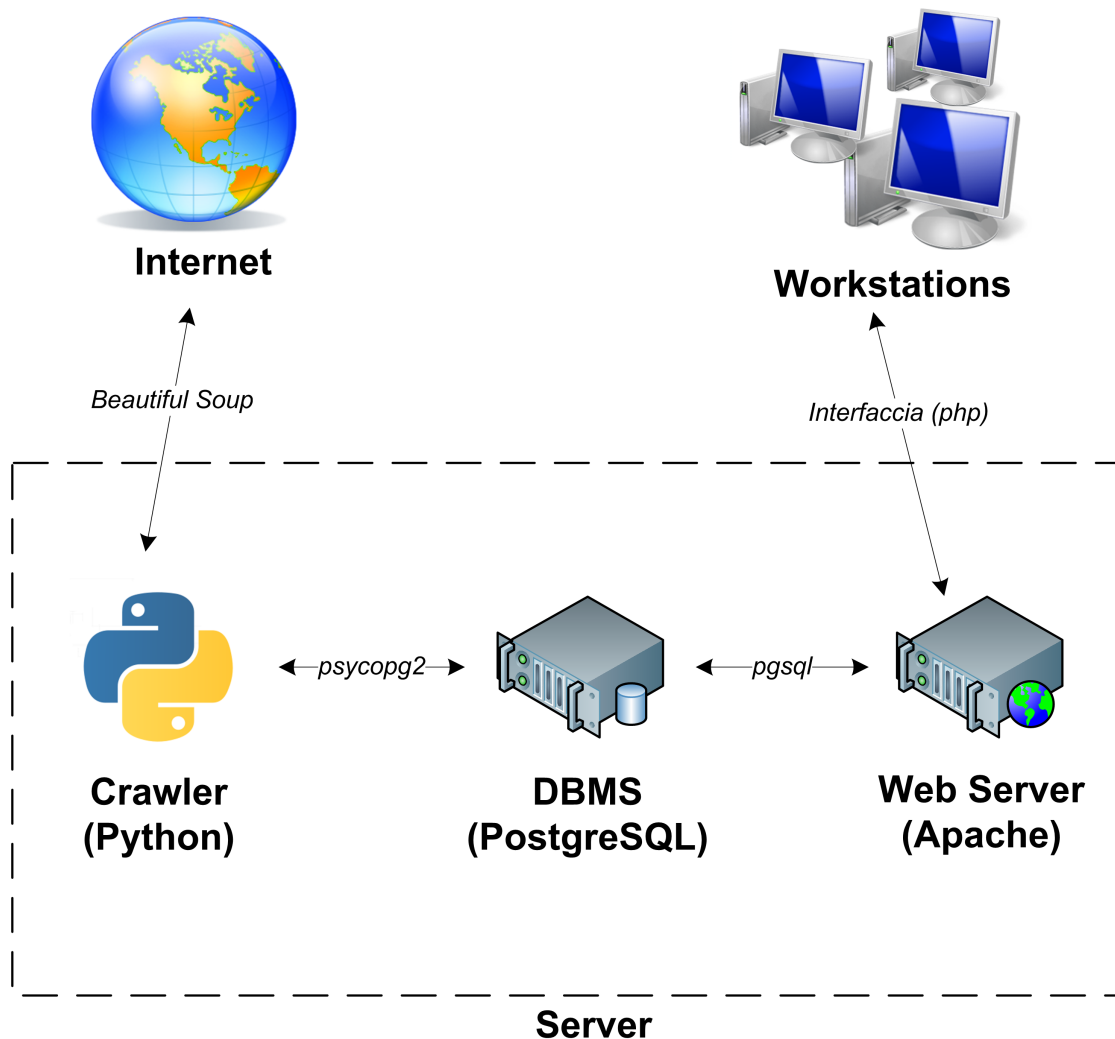 Internet
Workstations
Beautiful Soup
Interfaccia (php)
psycopg2
pgsql
Crawler
(Python)
DBMS
(PostgreSQL)
Web Server
(Apache)
Server